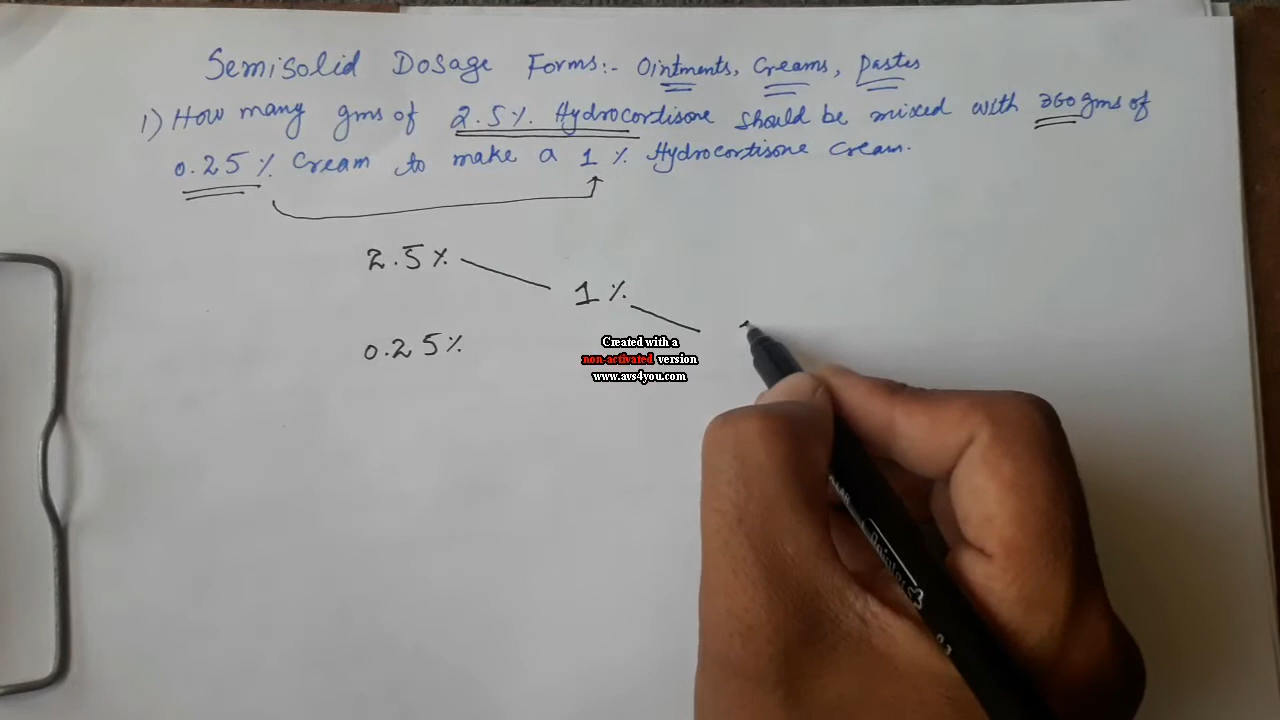 Semisolid Dosage Forms:- Ointments, Creams, Pastes
1) How many gms of 2.5% Hydrocortisone should be mixed with 360 gms of
0.25% Cream to make a 1% Hydrocortisone cream.
2.5%
1%
0.25%
Created with a
non-activated version
www.avs4you.com